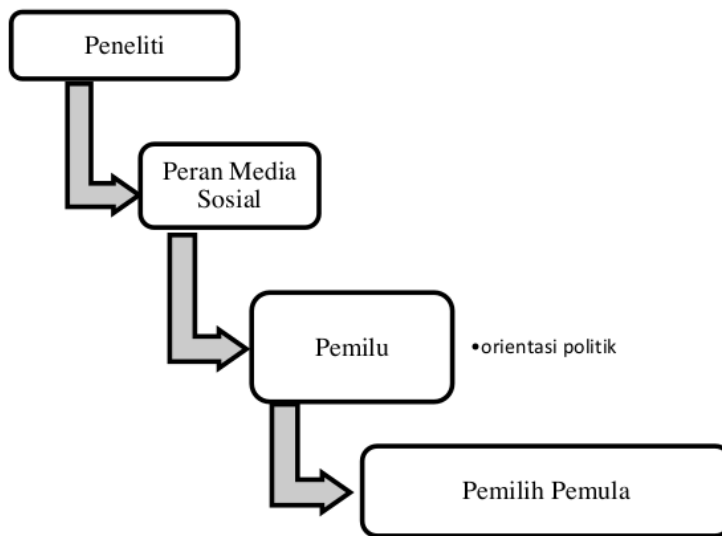 Peneliti
Peran Media
Sosial
Pemilu
•orientasi politik
Pemilih Pemula